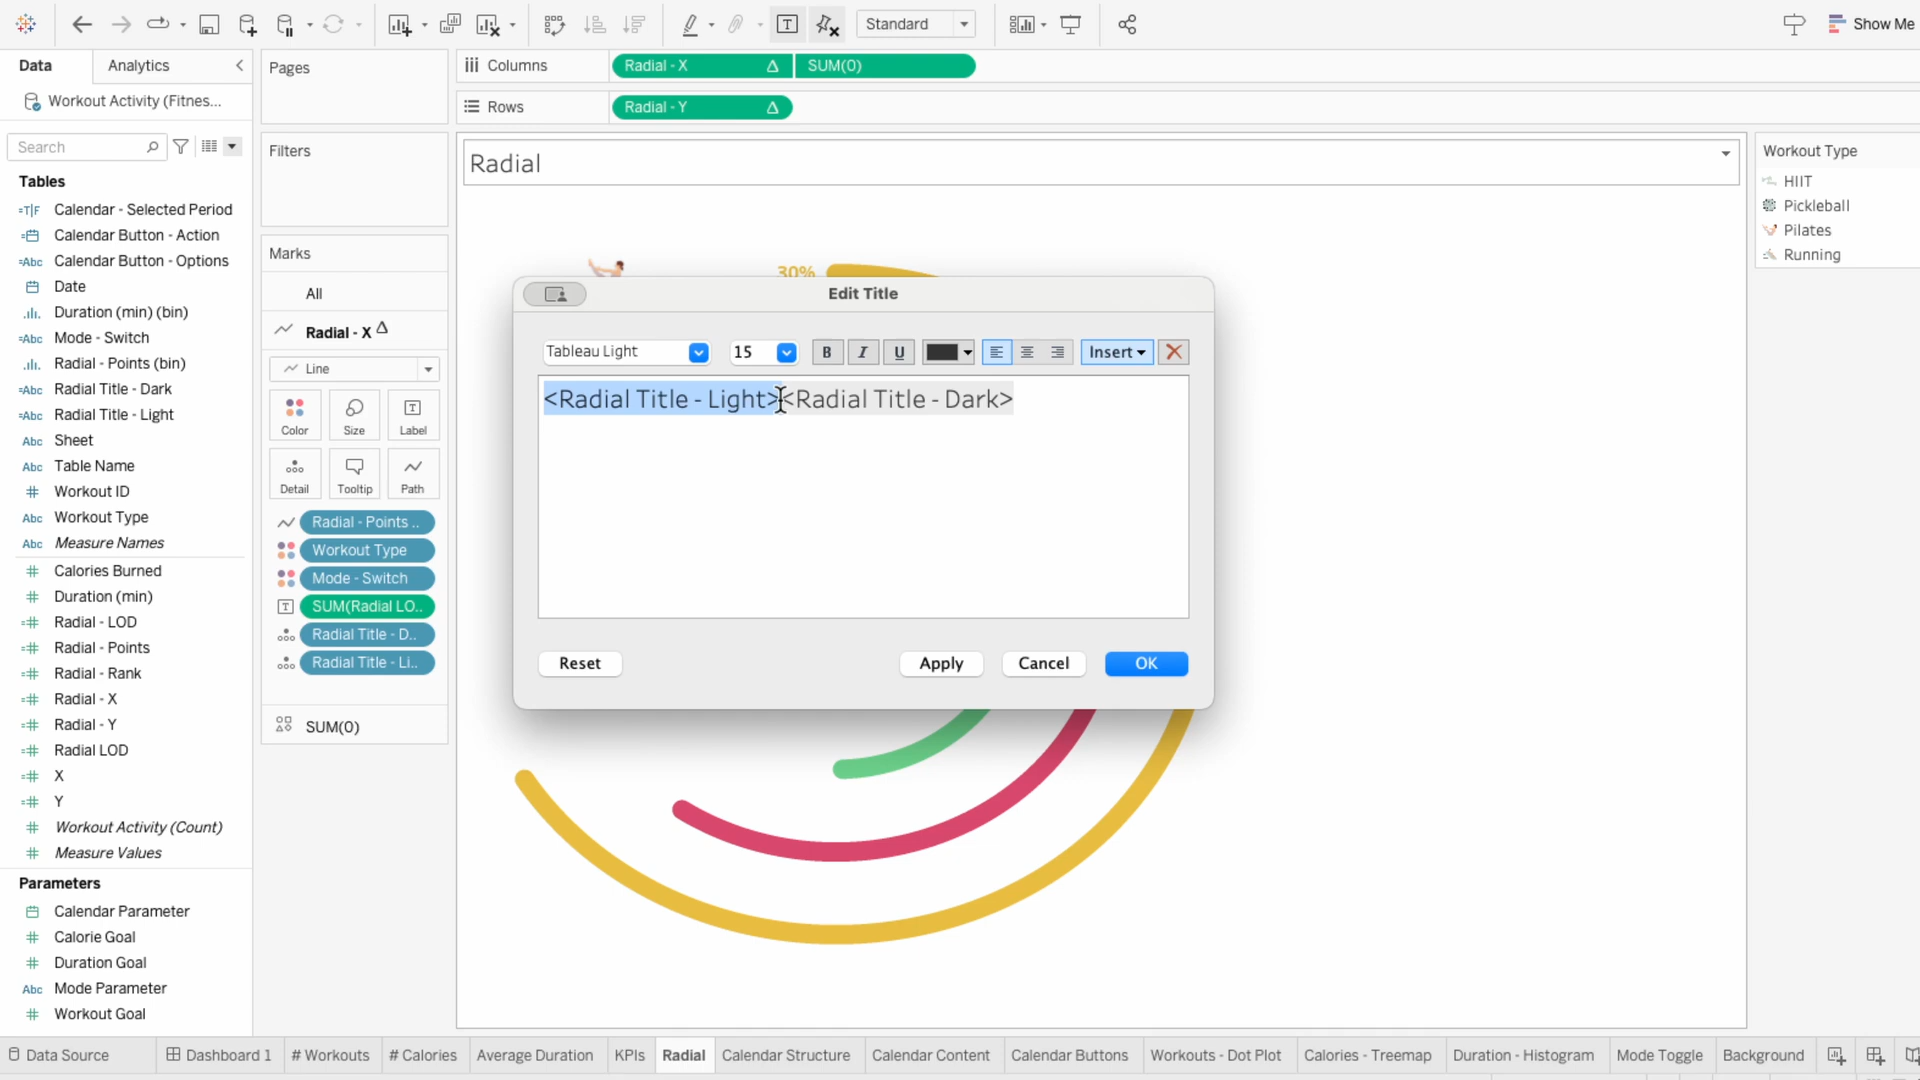 Standard
Show Me
Data
Analytics
Workout Activity (Fitnes...
Search
Tables
Calendar - Selected Period
Calendar Button - Action
Calendar Button - Options
Date
Duration (min) (bin)
Mode - Switch
Radial - Points (bin)
Radial Title - Dark
Radial Title - Light
Sheet
Table Name
Workout ID
Workout Type
Measure Names
Calories Burned
Duration (min)
Radial - LOD
Radial - Points
Radial - Rank
Radial - X
Radial - Y
Radial LOD
X
Y
Workout Activity (Count)
Measure Values
Parameters
Calendar Parameter
Calorie Goal
Duration Goal
Mode Parameter
Workout Goal
Pages
Filters
Marks
All
Radial - X
Line
Color Size Label
Detail Tooltip Path
Radial - Points ..
Workout Type
Mode - Switch
SUM(Radial LO..
Radial Title - D..
Radial Title - Li..
SUM(0)
Columns Radial - X SUM(0)
Rows Radial - Y
Radial
30%
Edit Title
Tableau Light 15 B I U Insert
<Radial Title - Light><Radial Title - Dark>
Reset Apply Cancel OK
Workout Type
HIIT
Pickleball
Pilates
Running
Data Source Dashboard 1 # Workouts # Calories Average Duration KPIs Radial Calendar Structure Calendar Content Calendar Buttons Workouts - Dot Plot Calories - Treemap Duration - Histogram Mode Toggle Background